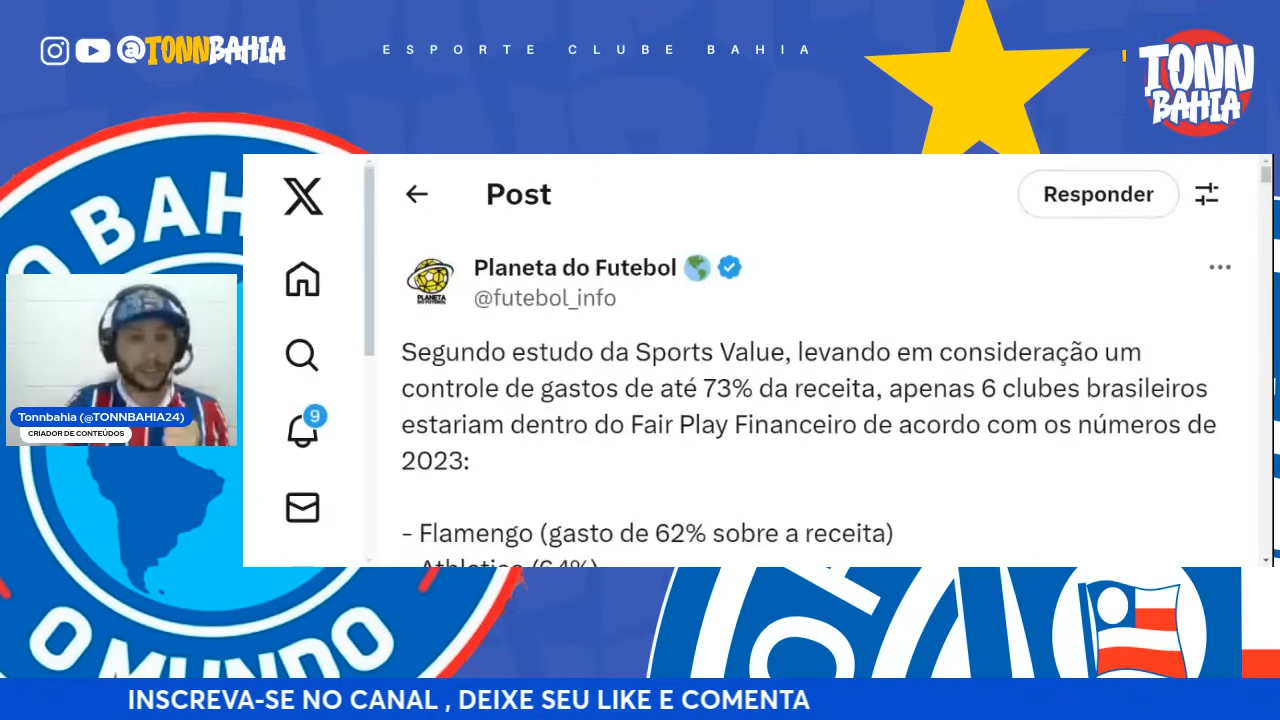 @TONNBAHIA
ESPORTE CLUBE BAHIA
TONN
BAHIA
O BAH
Post
Responder
Planeta do Futebol
@futebol_info
Segundo estudo da Sports Value, levando em consideração um
controle de gastos de até 73% da receita, apenas 6 clubes brasileiros
estariam dentro do Fair Play Financeiro de acordo com os números de
2023:
- Flamengo (gasto de 62% sobre a receita)
9
Tonnbahia (@TONNBAHIA24)
CRIADOR DE CONTEÚDOS
O MUNDO
INSCREVA-SE NO CANAL , DEIXE SEU LIKE E COMENTA